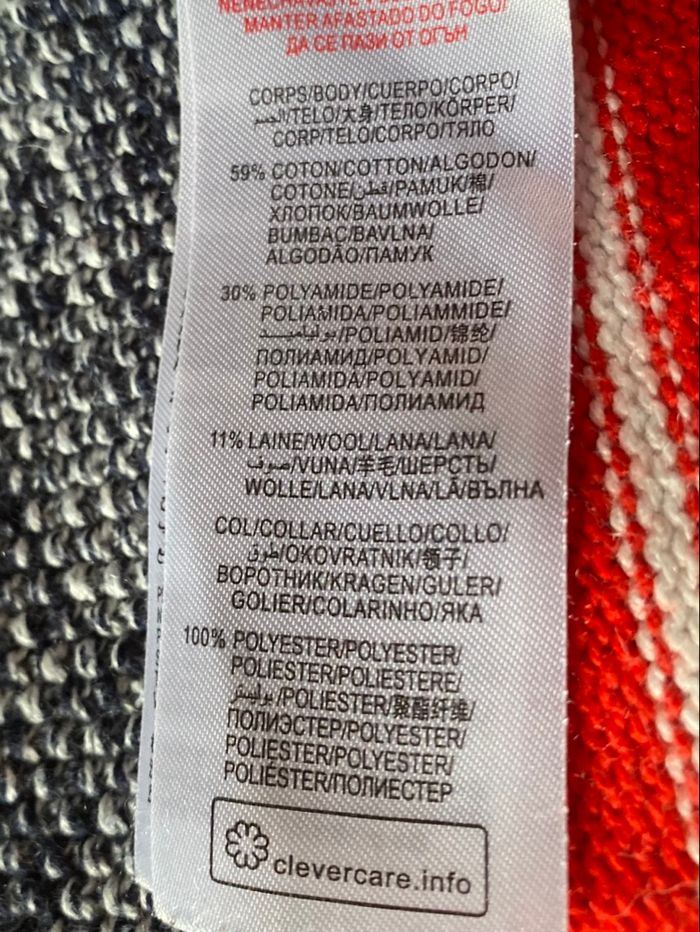 NENECHAVAJTE V
MANTER AFASTADO DO FOGO/
ДА СЕ ПАЗИ ОТ ОГЪН
CORPS/BODY/CUERPO/CORPO/
الجسم/TELO/大身/ТЕЛО/KÖRPER/
CORP/TELO/CORPO/ТЯЛО
59% COTON/COTTON/ALGODON/
COTONE/قطن/PAMUK/棉/
ХЛОПОК/BAUMWOLLE/
BUMBAC/BAVLNA/
ALGODÃO/ПАМУК
30% POLYAMIDE/POLYAMIDE/
POLIAMIDA/POLIAMMIDE/
بولياميد/POLIAMID/锦纶/
ПОЛИАМИД/POLYAMID/
POLIAMIDA/POLYAMID/
POLIAMIDA/ПОЛИАМИД
11% LAINE/WOOL/LANA/LANA/
صوف/VUNA/羊毛/ШЕРСТЬ/
WOLLE/LANA/VLNA/LÃ/ВЪЛНА
COL/COLLAR/CUELLO/COLLO/
طوق/OKOVRATNIK/领子/
ВОРОТНИК/KRAGEN/GULER/
GOLIER/COLARINHO/ЯКА
100% POLYESTER/POLYESTER/
POLIESTER/POLIESTERE/
بوليستر/POLIESTER/聚酯纤维/
ПОЛИЭСТЕР/POLYESTER/
POLIESTER/POLYESTER/
POLIÉSTER/ПОЛИЕСТЕР
clevercare.info